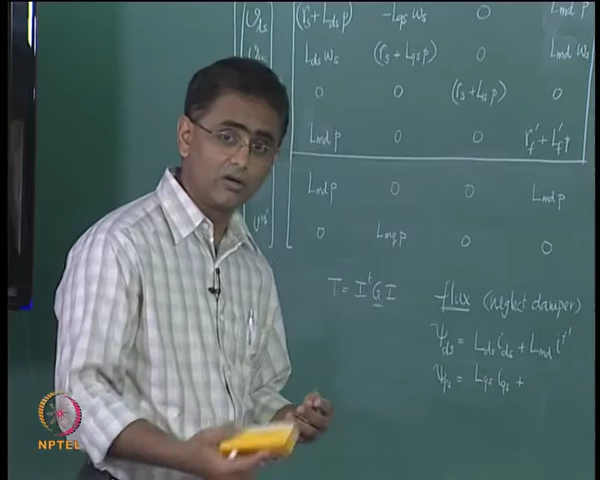 v_ds (r_s + L_ds p) -L_qs ω_s 0 L_md p
L_ds ω_s (r_s + L_qs p) 0 L_md ω_s
0 0 (r_s + L_ls p) 0
L_md p 0 0 r_f' + L_f' p
L_md p 0 0 L_md p
0 L_mq p 0 0
T = I^t G I
flux (neglect damper)
ψ_ds = L_ds i_ds + L_md i^f'
ψ_qs = L_qs i_qs +
NPTEL